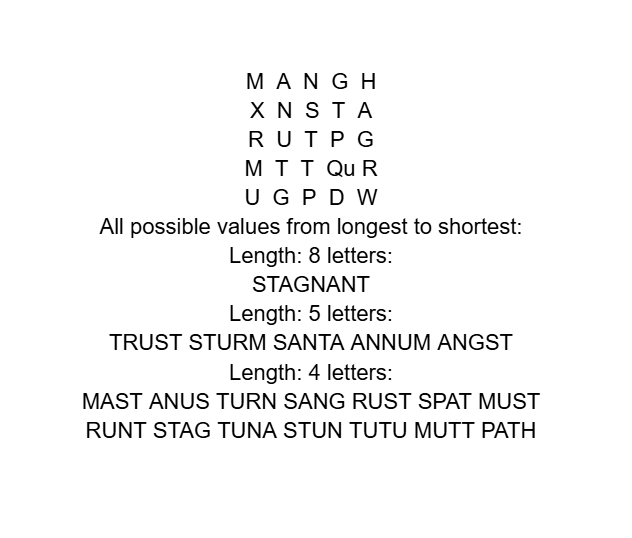 M A N G H
X N S T A
R U T P G
M T T Qu R
U G P D W
All possible values from longest to shortest:
Length: 8 letters:
STAGNANT
Length: 5 letters:
TRUST STURM SANTA ANNUM ANGST
Length: 4 letters:
MAST ANUS TURN SANG RUST SPAT MUST
RUNT STAG TUNA STUN TUTU MUTT PATH